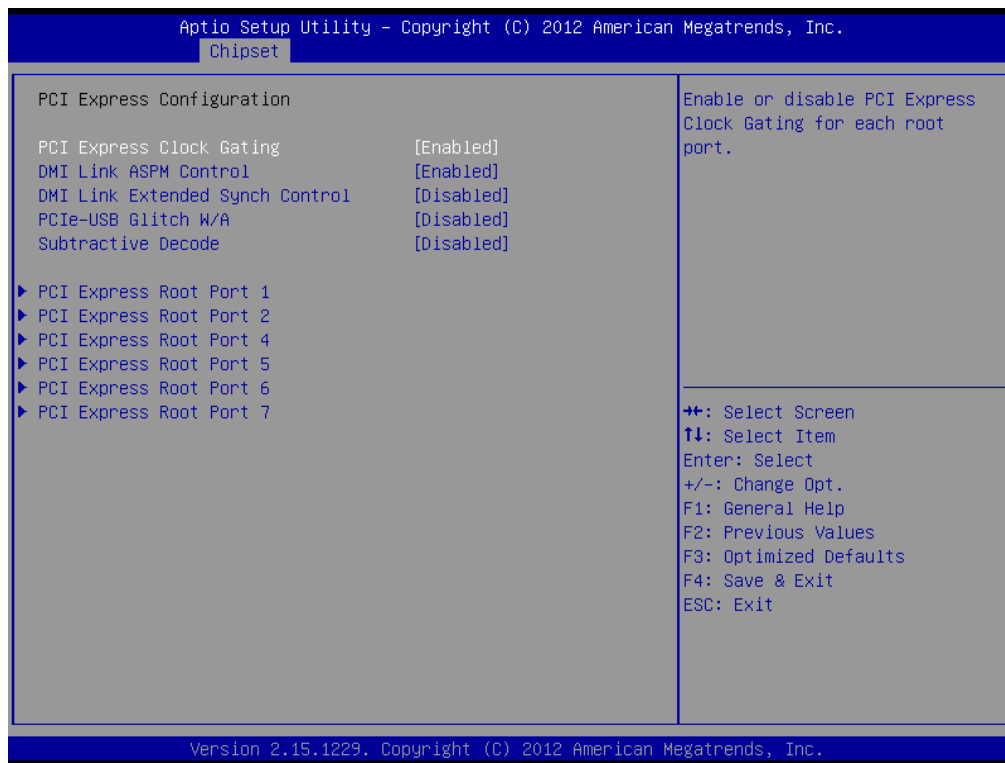 Aptio Setup Utility – Copyright (C) 2012 American Megatrends, Inc.
Chipset
PCI Express Configuration
PCI Express Clock Gating [Enabled]
DMI Link ASPM Control [Enabled]
DMI Link Extended Synch Control [Disabled]
PCIe-USB Glitch W/A [Disabled]
Subtractive Decode [Disabled]
PCI Express Root Port 1
PCI Express Root Port 2
PCI Express Root Port 4
PCI Express Root Port 5
PCI Express Root Port 6
PCI Express Root Port 7
Enable or disable PCI Express
Clock Gating for each root
port.
→←: Select Screen
↑↓: Select Item
Enter: Select
+/-: Change Opt.
F1: General Help
F2: Previous Values
F3: Optimized Defaults
F4: Save & Exit
ESC: Exit
Version 2.15.1229. Copyright (C) 2012 American Megatrends, Inc.